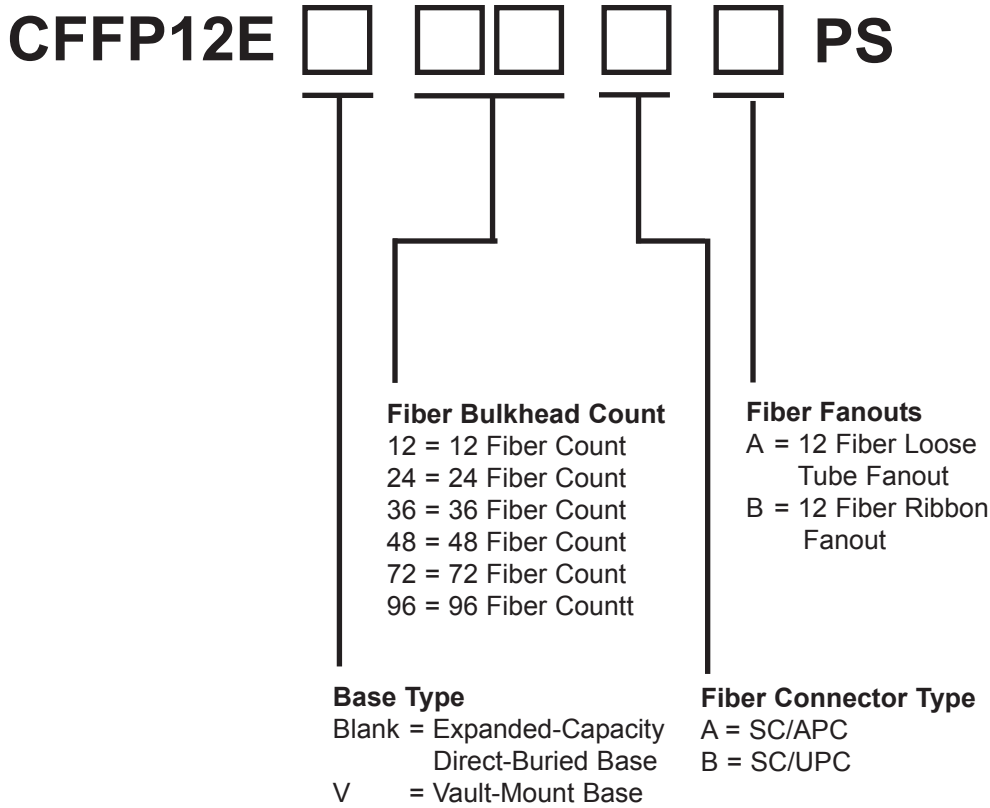 CFFP12E PS
Fiber Bulkhead Count
12 = 12 Fiber Count
24 = 24 Fiber Count
36 = 36 Fiber Count
48 = 48 Fiber Count
72 = 72 Fiber Count
96 = 96 Fiber Countt
Fiber Fanouts
A = 12 Fiber Loose
Tube Fanout
B = 12 Fiber Ribbon
Fanout
Base Type
Blank = Expanded-Capacity
Direct-Buried Base
V = Vault-Mount Base
Fiber Connector Type
A = SC/APC
B = SC/UPC